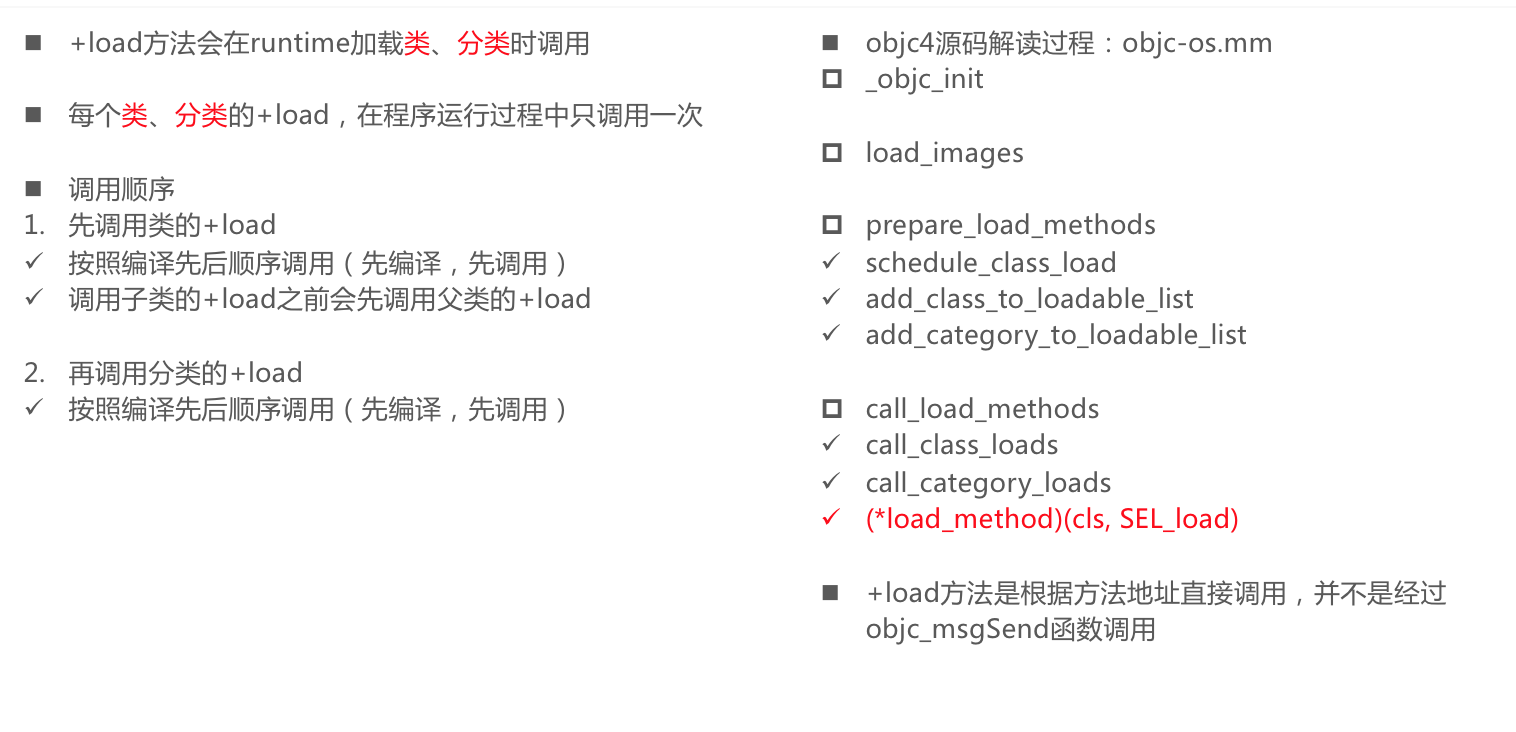 ■ +load方法会在runtime加载类、分类时调用
■ 每个类、分类的+load，在程序运行过程中只调用一次
■ 调用顺序
1. 先调用类的+load
✓ 按照编译先后顺序调用（先编译，先调用）
✓ 调用子类的+load之前会先调用父类的+load
2. 再调用分类的+load
✓ 按照编译先后顺序调用（先编译，先调用）
■ objc4源码解读过程：objc-os.mm
□ _objc_init
□ load_images
□ prepare_load_methods
✓ schedule_class_load
✓ add_class_to_loadable_list
✓ add_category_to_loadable_list
□ call_load_methods
✓ call_class_loads
✓ call_category_loads
✓ (*load_method)(cls, SEL_load)
■ +load方法是根据方法地址直接调用，并不是经过
objc_msgSend函数调用